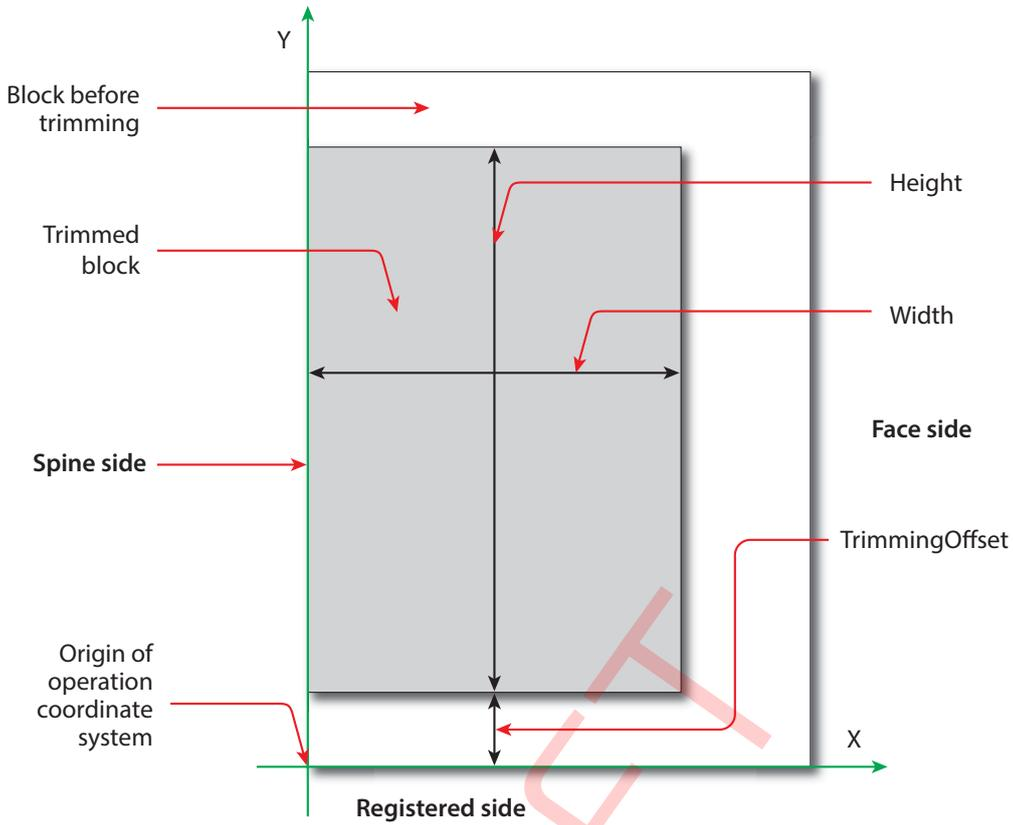 Y
Block before
trimming
Height
Trimmed
block
Width
Face side
Spine side
TrimmingOffset
Origin of
operation
coordinate
system
X
Registered side
CT